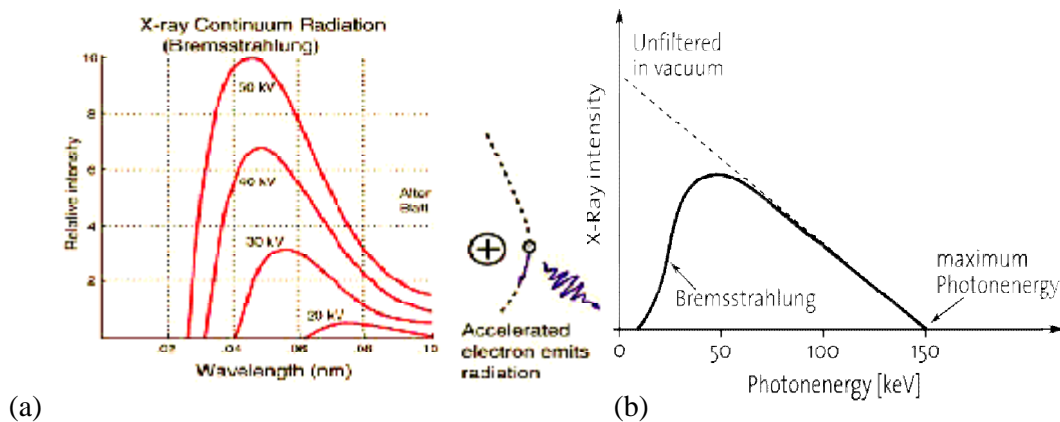 X-ray Continuum Radiation
(Bremsstrahlung)
10
8
6
4
2
Relative intensity
50 kV
40 kV
30 kV
20 kV
After
.02 .04 .06 .08 .10
Wavelength (nm)
+
Accelerated
electron emits
radiation
(a)
Unfiltered
in vacuum
X-Ray intensity
Bremsstrahlung
maximum
Photonenergy
0 50 100 150
Photonenergy [keV]
(b)